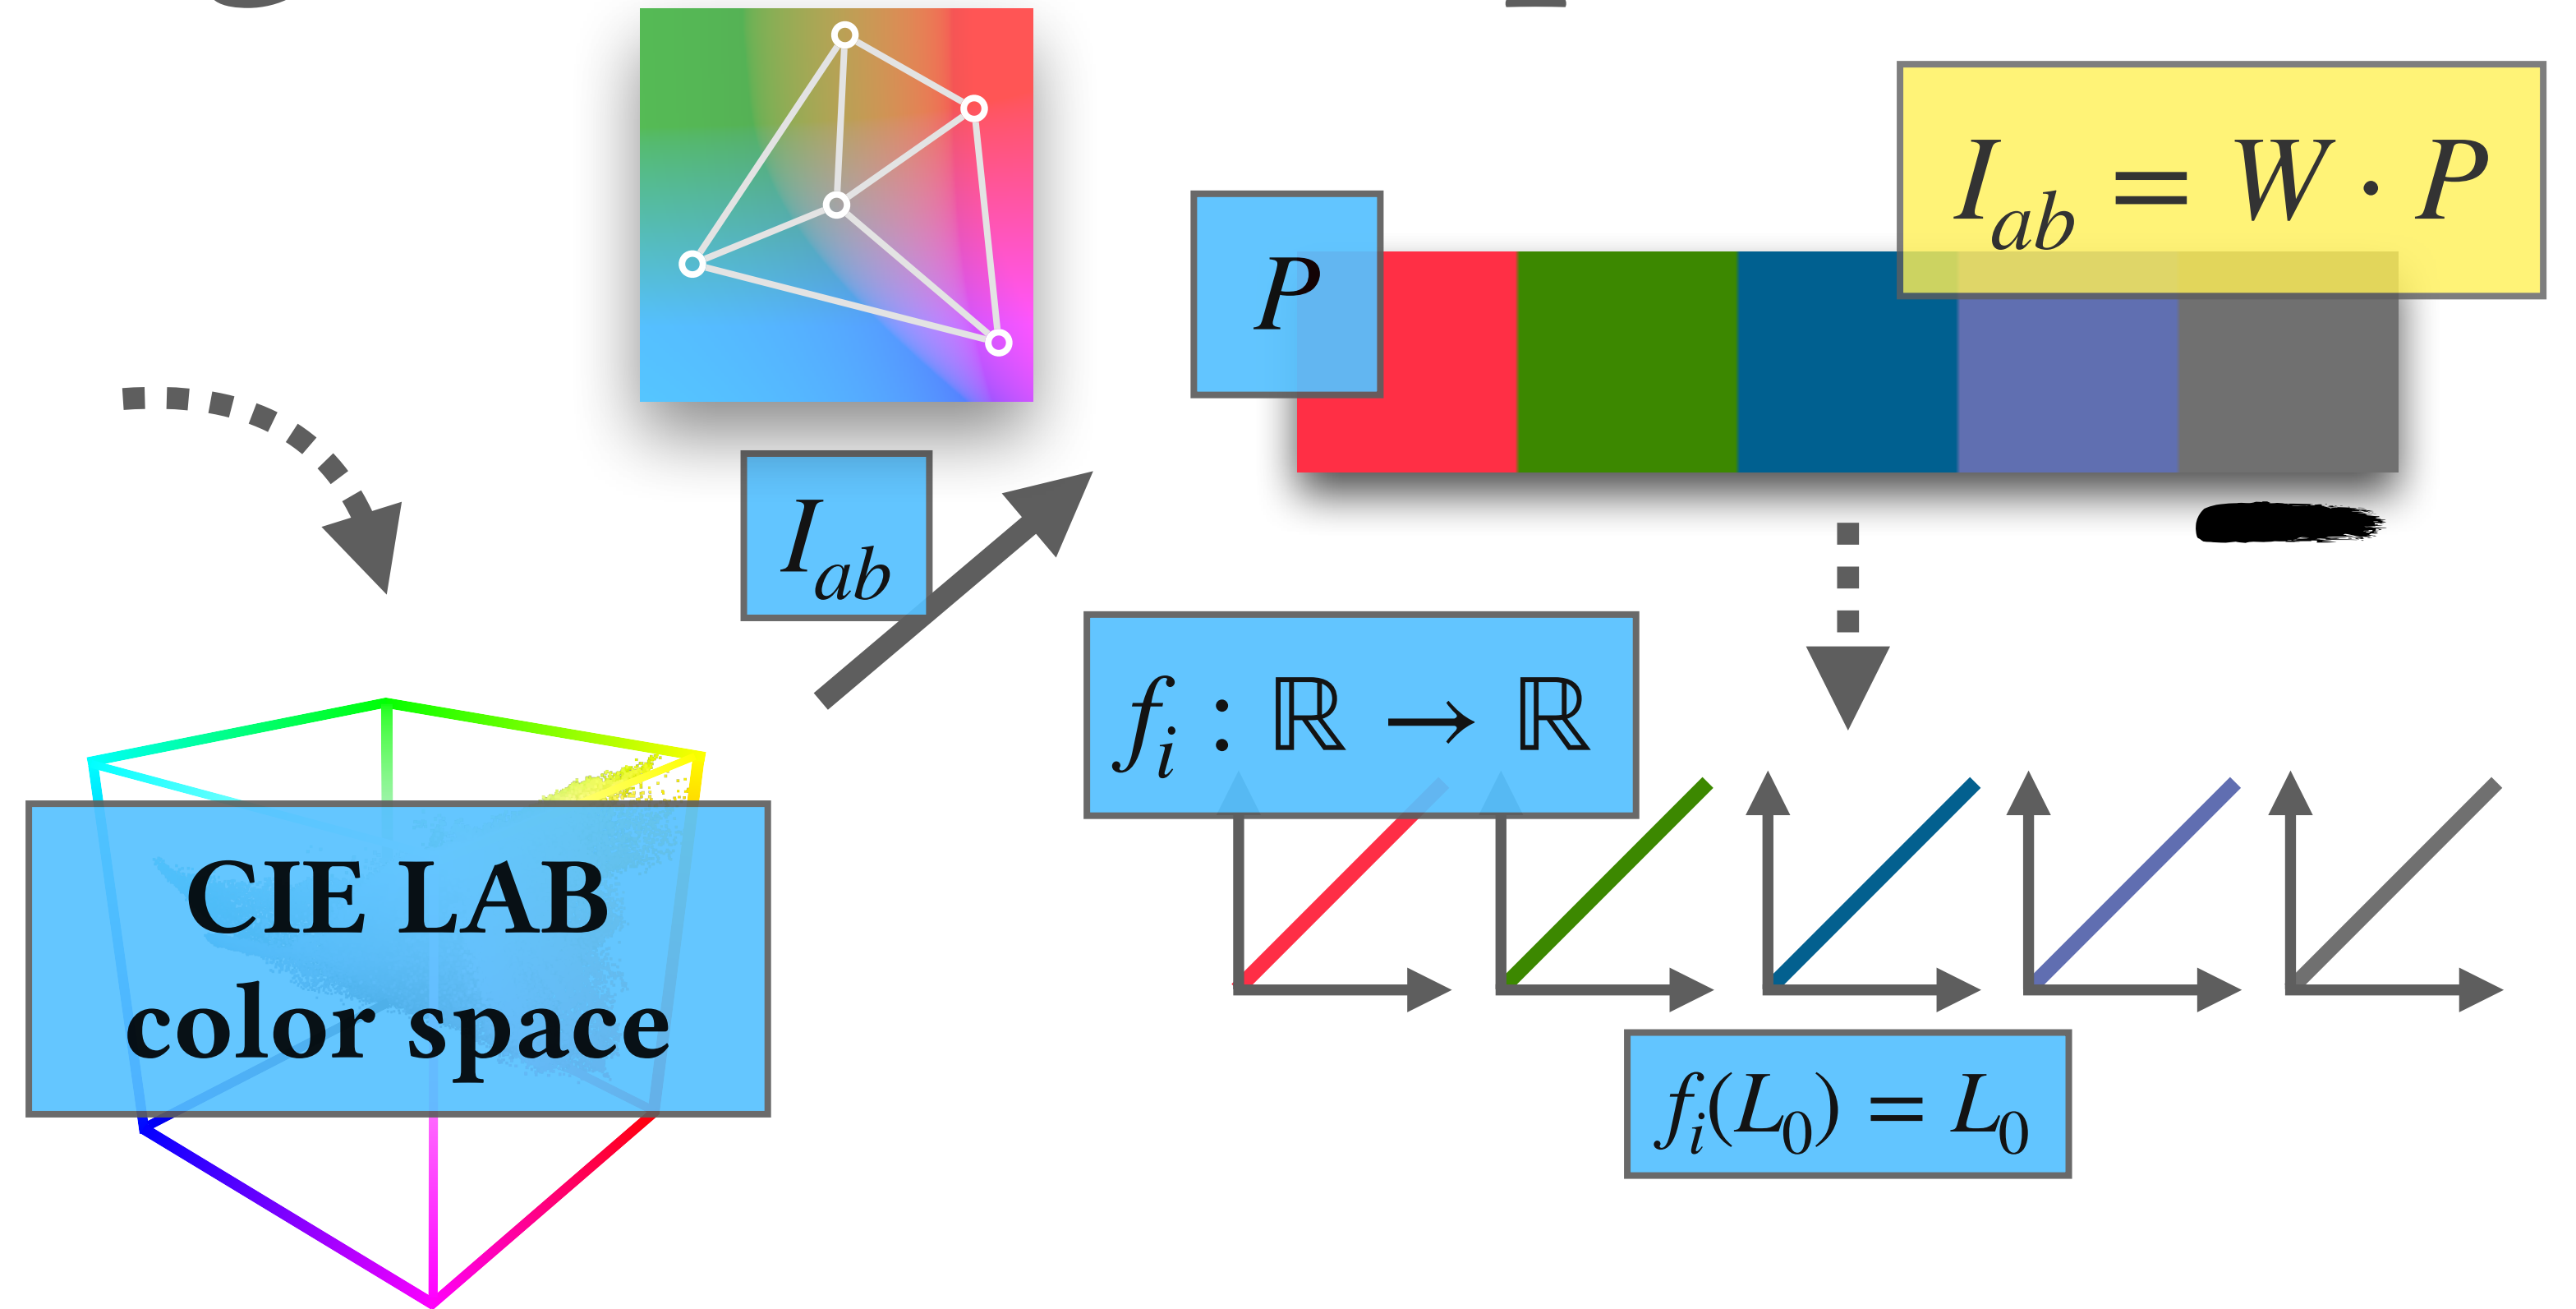 I_ab = W · P
P
I_ab
f_i : ℝ → ℝ
CIE LAB
color space
f_i(L_0) = L_0